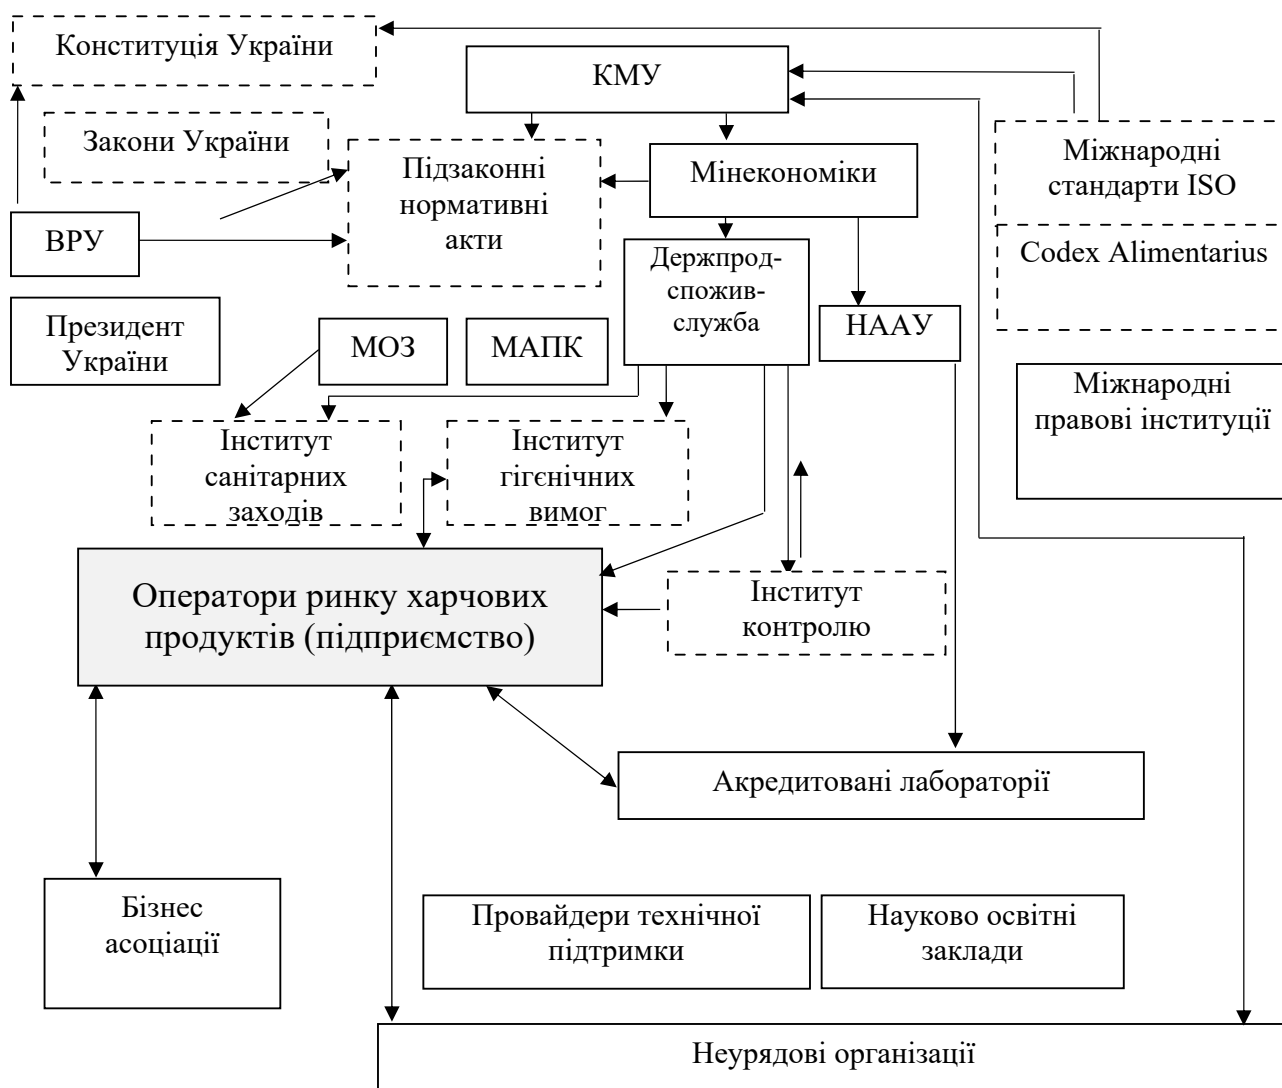 Конституція України
КМУ
Закони України
Підзаконні
нормативні
акти
Мінекономіки
Міжнародні
стандарти ISO
ВРУ
Держпрод-
спожив-
служба
Codex Alimentarius
Президент
України
МОЗ
МАПК
НААУ
Міжнародні
правові інституції
Інститут
санітарних
заходів
Інститут
гігєнічних
вимог
Оператори ринку харчових
продуктів (підприємство)
Інститут
контролю
Акредитовані лабораторії
Бізнес
асоціації
Провайдери технічної
підтримки
Науково освітні
заклади
Неурядові організації